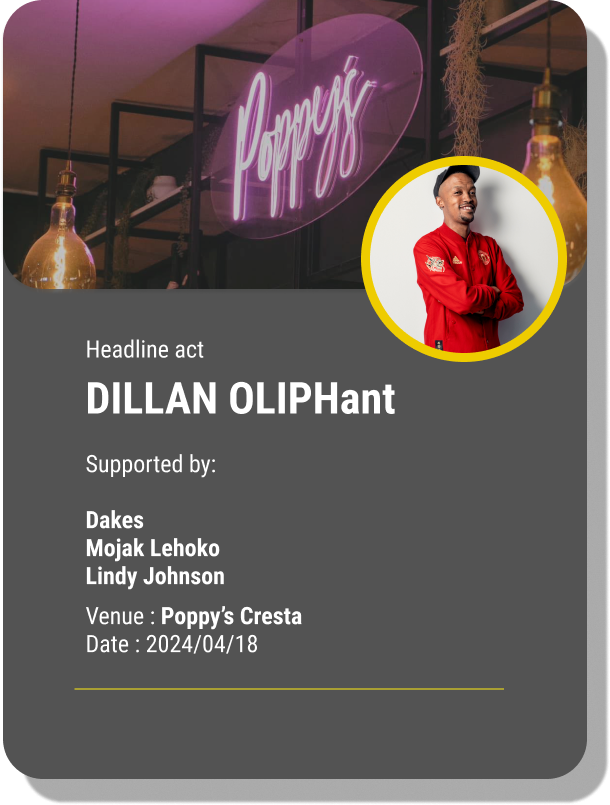 Poppy's
Headline act
DILLAN OLIPHant
Supported by:
Dakes
Mojak Lehoko
Lindy Johnson
Venue : Poppy’s Cresta
Date : 2024/04/18